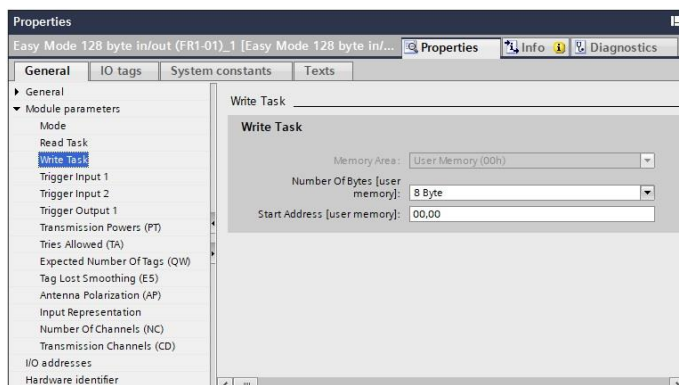 Properties
Easy Mode 128 byte in/out (FR1-01)_1 [Easy Mode 128 byte in/...
Properties
Info
Diagnostics
General
IO tags
System constants
Texts
General
Module parameters
Mode
Read Task
Write Task
Trigger Input 1
Trigger Input 2
Trigger Output 1
Transmission Powers (PT)
Tries Allowed (TA)
Expected Number Of Tags (QW)
Tag Lost Smoothing (E5)
Antenna Polarization (AP)
Input Representation
Number Of Channels (NC)
Transmission Channels (CD)
I/O addresses
Hardware identifier
Write Task
Write Task
Memory Area: User Memory (00h)
Number Of Bytes [user
memory]: 8 Byte
Start Address [user memory]: 00,00